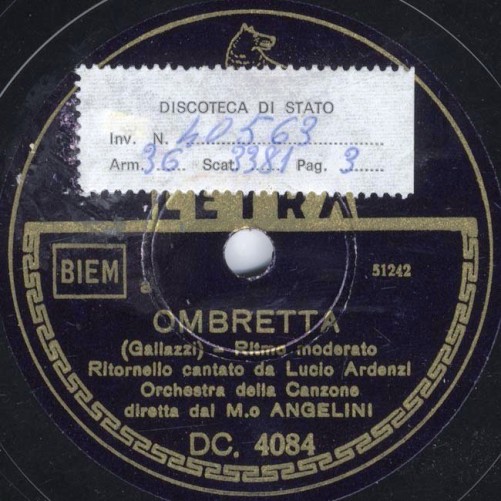 DISCOTECA DI STATO
Inv. N. 40563
Arm. 36 Scat. 3381 Pag. 3
CETRA
BIEM
51242
OMBRETTA
(Gallazzi) - Ritmo moderato
Ritornello cantato da Lucio Ardenzi
Orchestra della Canzone
diretta dal M.o ANGELINI
DC. 4084